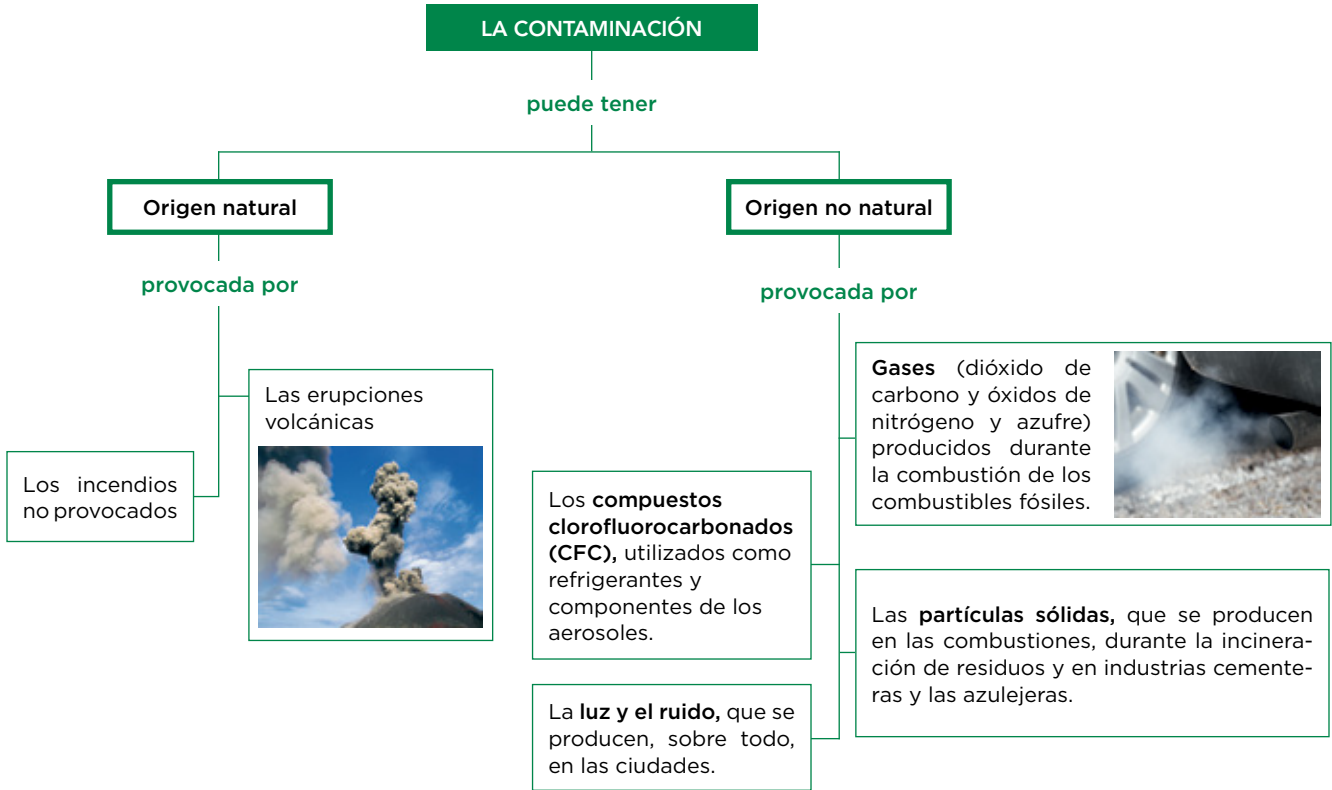 LA CONTAMINACIÓN
puede tener
Origen natural
provocada por
Los incendios
no provocados
Las erupciones
volcánicas
Origen no natural
provocada por
Gases (dióxido de
carbono y óxidos de
nitrógeno y azufre)
producidos durante
la combustión de los
combustibles fósiles.
Los compuestos
clorofluorocarbonados
(CFC), utilizados como
refrigerantes y
componentes de los
aerosoles.
Las partículas sólidas, que se producen
en las combustiones, durante la incinera-
ción de residuos y en industrias cemente-
ras y las azulejeras.
La luz y el ruido, que se
producen, sobre todo,
en las ciudades.